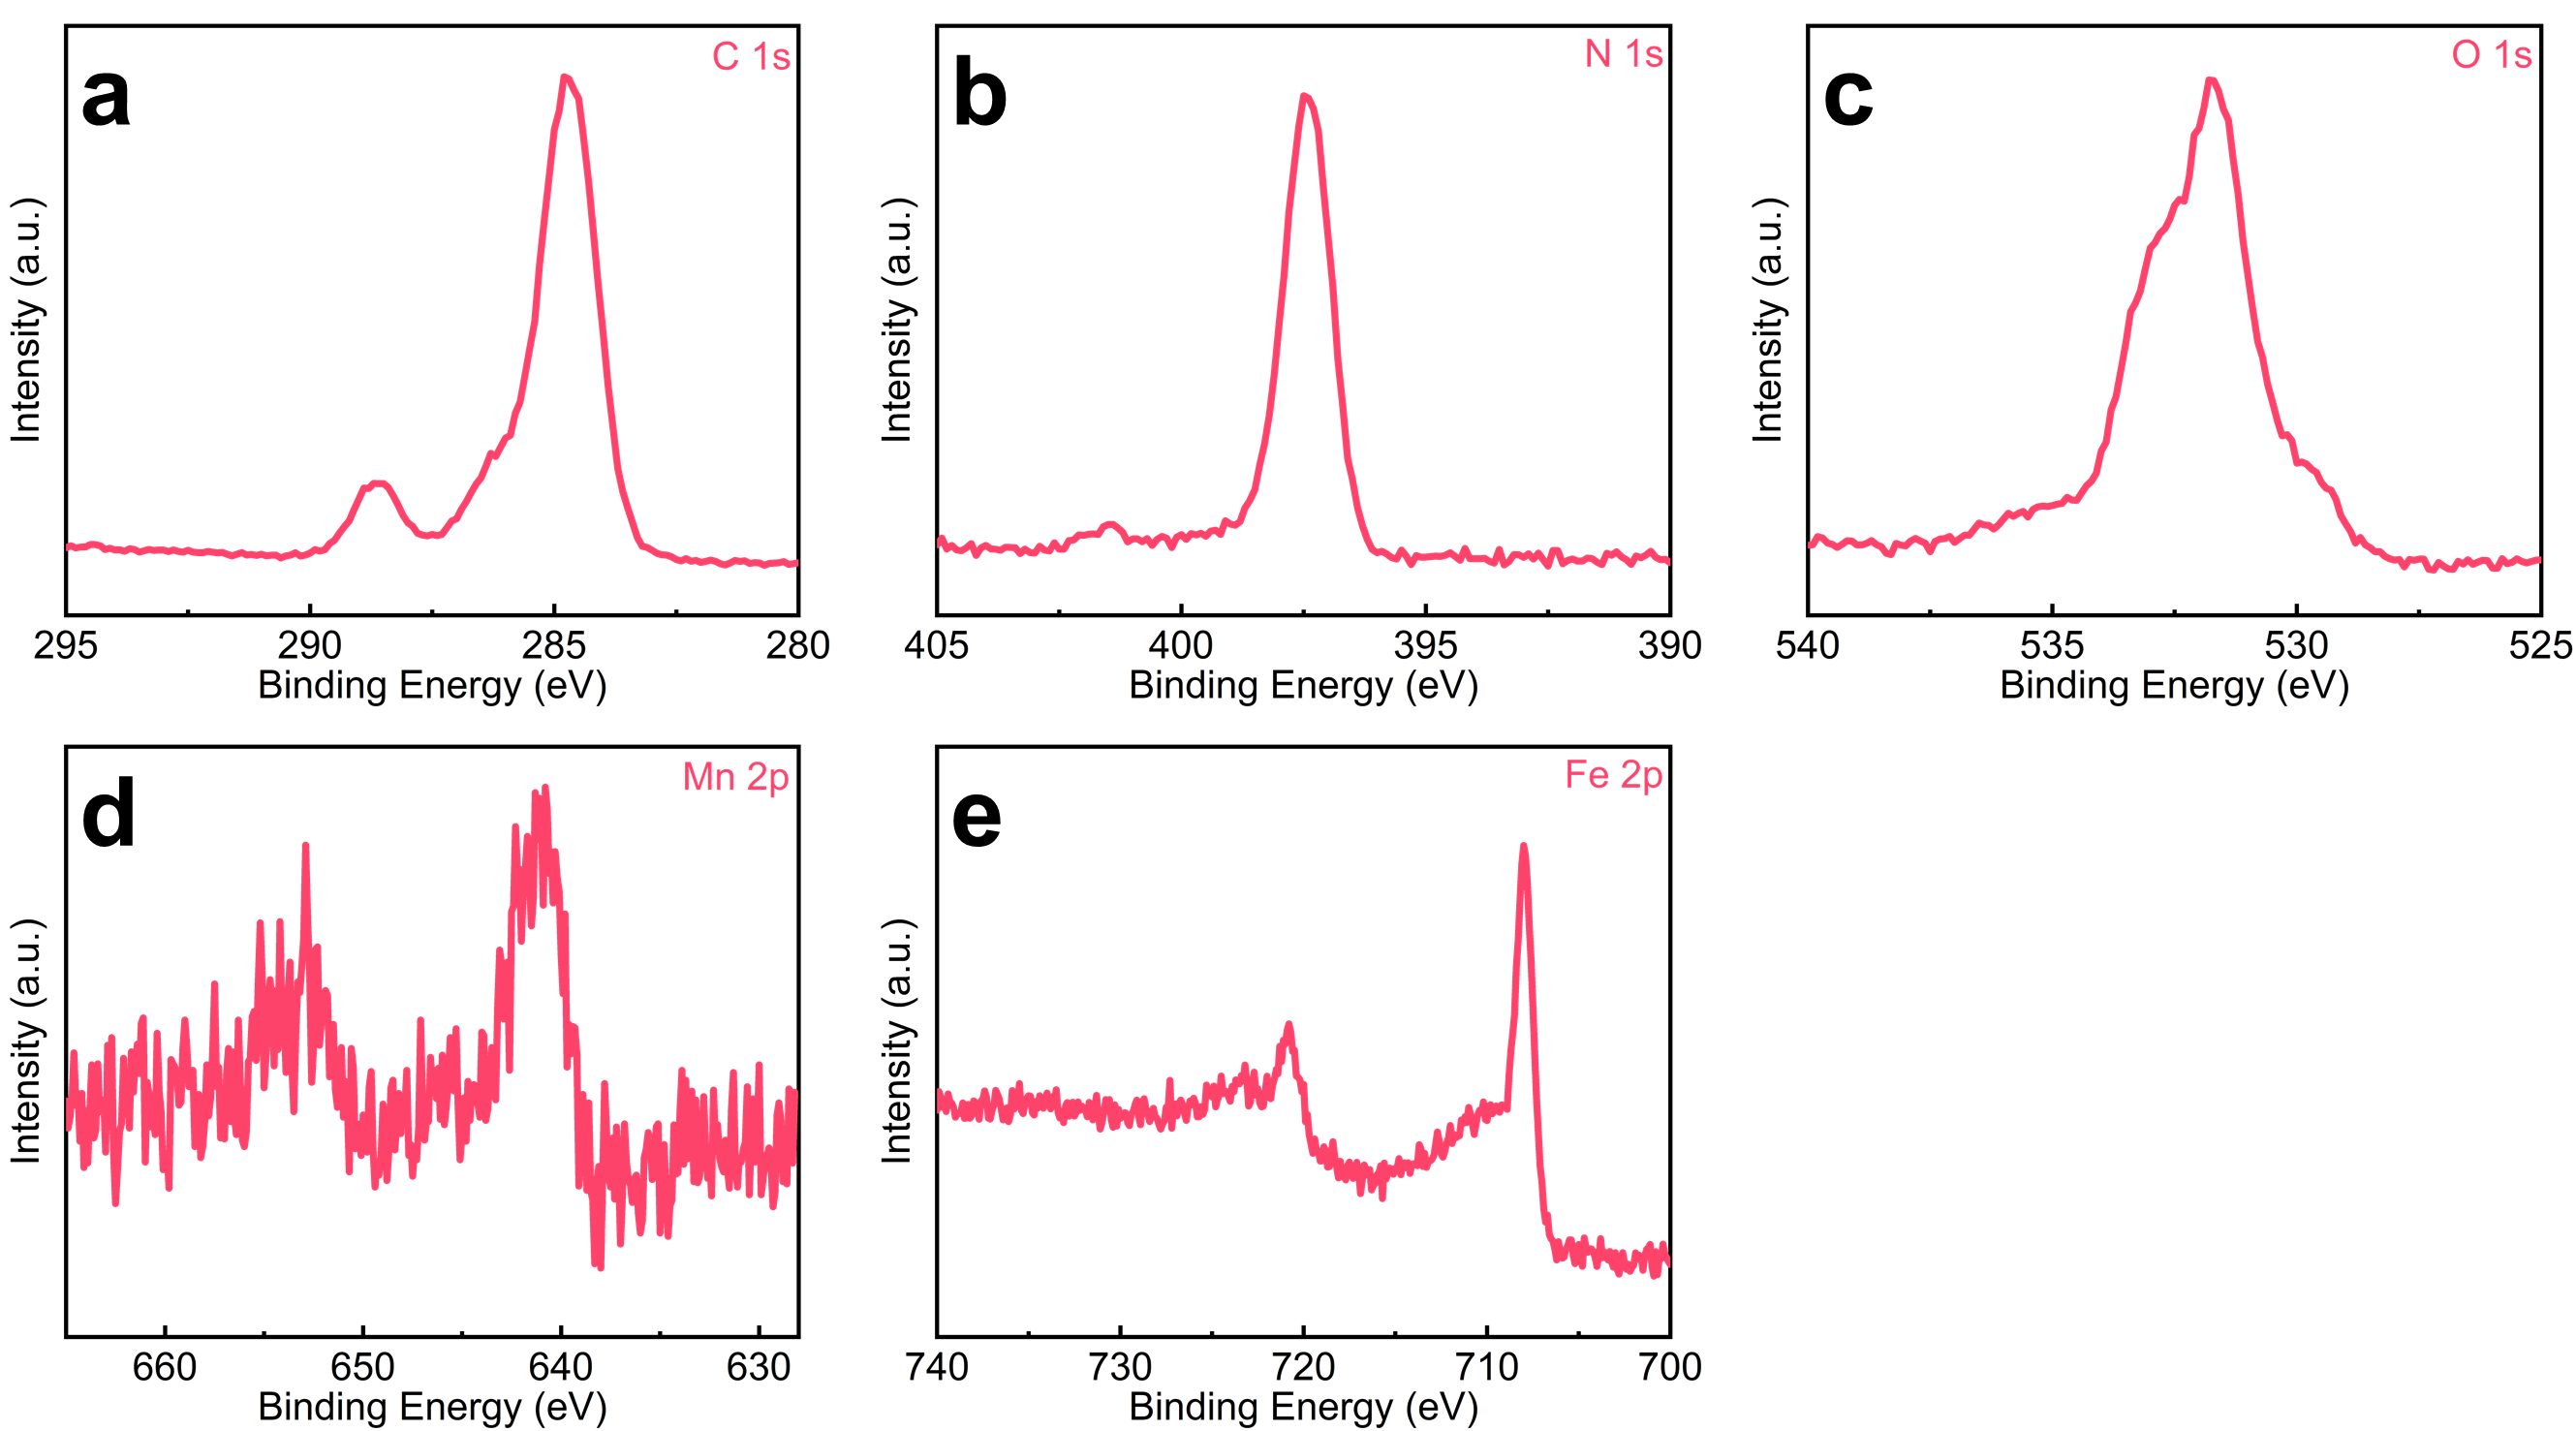 a
C 1s
Intensity (a.u.)
295 290 285 280
Binding Energy (eV)
b
N 1s
Intensity (a.u.)
405 400 395 390
Binding Energy (eV)
c
O 1s
Intensity (a.u.)
540 535 530 525
Binding Energy (eV)
d
Mn 2p
Intensity (a.u.)
660 650 640 630
Binding Energy (eV)
e
Fe 2p
Intensity (a.u.)
740 730 720 710 700
Binding Energy (eV)